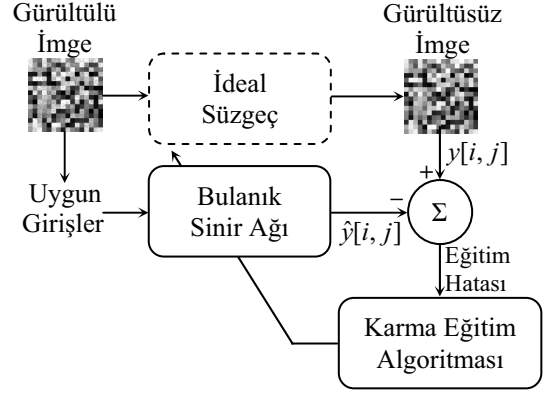 Gürültülü
İmge
Gürültüsüz
İmge
İdeal
Süzgeç
y[i, j]
+
Uygun
Girişler
Bulanık
Sinir Ağı
ŷ[i, j]
−
Σ
Eğitim
Hatası
Karma Eğitim
Algoritması